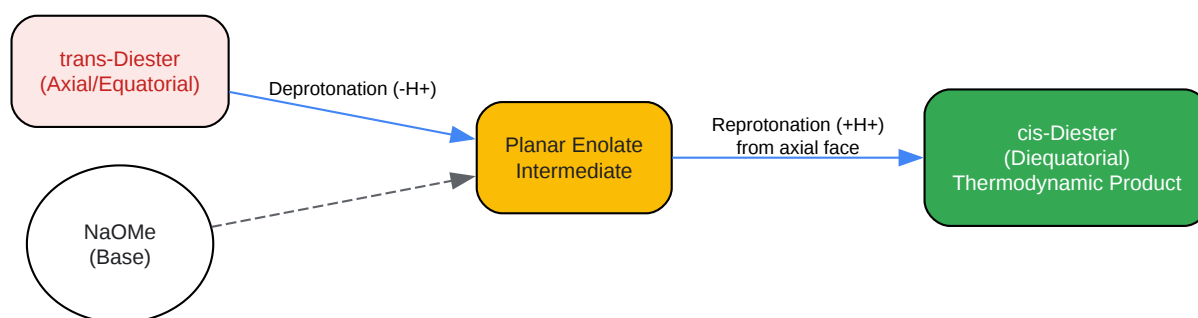 trans-Diester
(Axial/Equatorial)
Deprotonation (-H+)
NaOMe
(Base)
Planar Enolate
Intermediate
Reprotonation (+H+)
from axial face
cis-Diester
(Diequatorial)
Thermodynamic Product